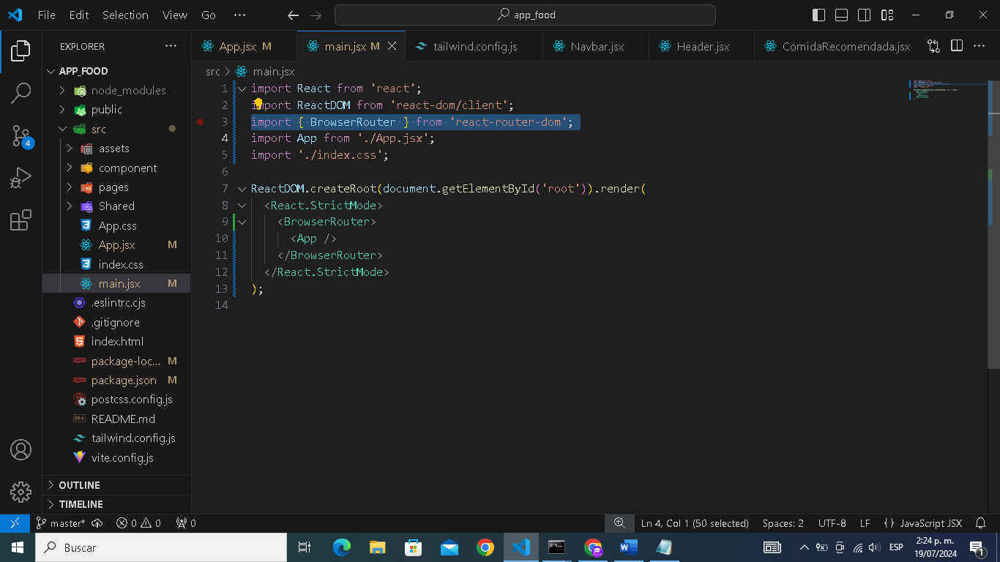 File Edit Selection View Go ··· app_food
EXPLORER ···
APP_FOOD
node_modules
public
src
assets
component
pages
Shared
App.css
App.jsx M
index.css
main.jsx M
.eslintrc.cjs
.gitignore
index.html
package-loc... M
package.json M
postcss.config.js
README.md
tailwind.config.js
vite.config.js
OUTLINE
TIMELINE
4
App.jsx M main.jsx M tailwind.config.js Navbar.jsx Header.jsx ComidaRecomendada.jsx ···
src > main.jsx
1 import React from 'react';
2 import ReactDOM from 'react-dom/client';
3 import { BrowserRouter } from 'react-router-dom';
4 import App from './App.jsx';
5 import './index.css';
6
7 ReactDOM.createRoot(document.getElementById('root')).render(
8 <React.StrictMode>
9 <BrowserRouter>
10 <App />
11 </BrowserRouter>
12 </React.StrictMode>
13 );
14
master* 0 0 0 Ln 4, Col 1 (50 selected) Spaces: 2 UTF-8 LF {} JavaScript JSX
Buscar ESP 2:24 p. m.
19/07/2024 1